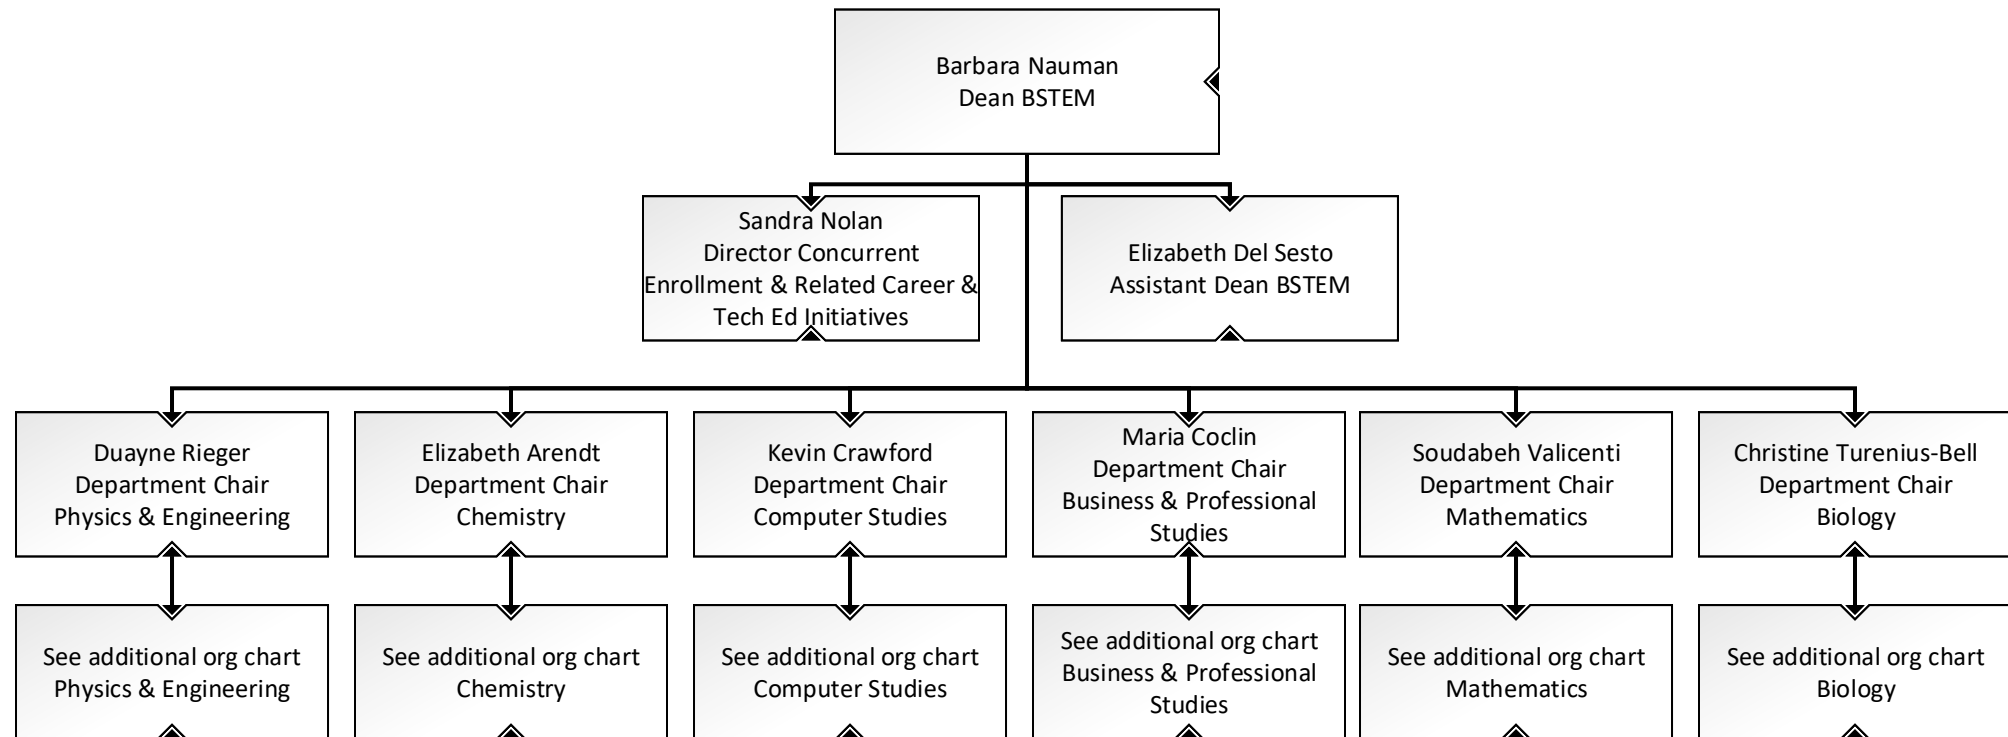 Barbara Nauman
Dean BSTEM
Sandra Nolan
Director Concurrent
Enrollment & Related Career &
Tech Ed Initiatives
Elizabeth Del Sesto
Assistant Dean BSTEM
Duayne Rieger
Department Chair
Physics & Engineering
Elizabeth Arendt
Department Chair
Chemistry
Kevin Crawford
Department Chair
Computer Studies
Maria Coclin
Department Chair
Business & Professional
Studies
Soudabeh Valicenti
Department Chair
Mathematics
Christine Turenius-Bell
Department Chair
Biology
See additional org chart
Physics & Engineering
See additional org chart
Chemistry
See additional org chart
Computer Studies
See additional org chart
Business & Professional
Studies
See additional org chart
Mathematics
See additional org chart
Biology